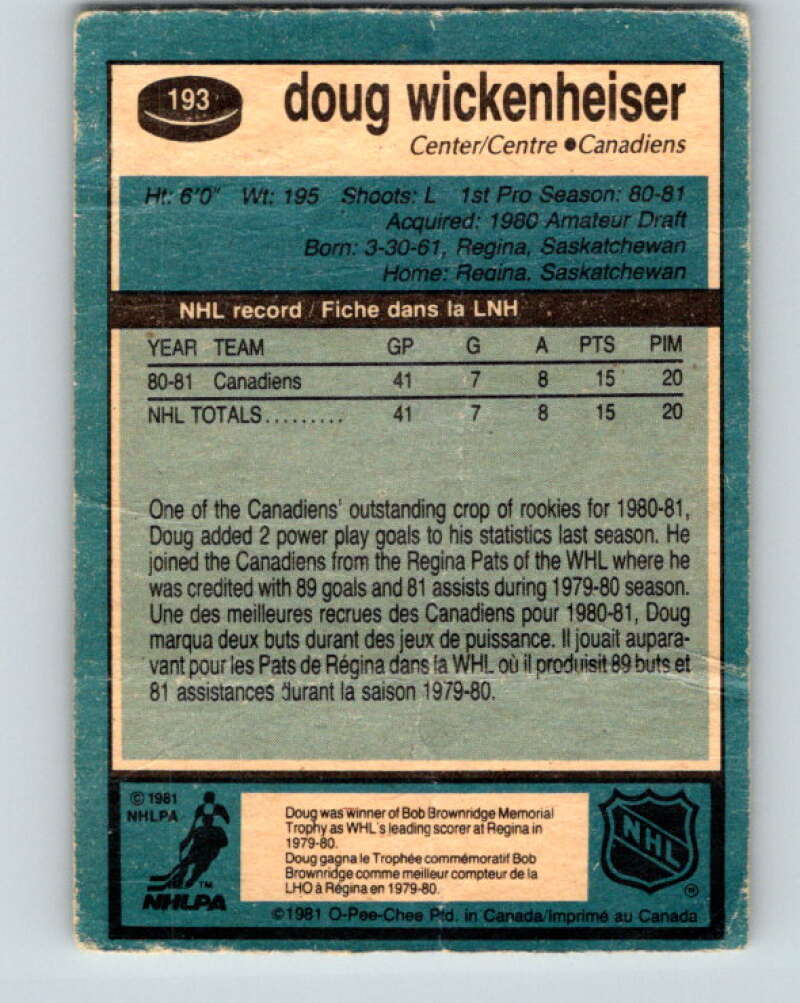 193
doug wickenheiser
Center/Centre ●Canadiens
Ht: 6'0" Wt: 195 Shoots: L 1st Pro Season: 80-81
Acquired: 1980 Amateur Draft
Born: 3-30-61, Regina, Saskatchewan
Home: Regina, Saskatchewan
NHL record / Fiche dans la LNH
YEAR TEAM GP G A PTS PIM
80-81 Canadiens 41 7 8 15 20
NHL TOTALS......... 41 7 8 15 20
One of the Canadiens' outstanding crop of rookies for 1980-81,
Doug added 2 power play goals to his statistics last season. He
joined the Canadiens from the Regina Pats of the WHL where he
was credited with 89 goals and 81 assists during 1979-80 season.
Une des meilleures recrues des Canadiens pour 1980-81, Doug
marqua deux buts durant des jeux de puissance. Il jouait aupara-
vant pour les Pats de Régina dans la WHL où il produisit 89 buts et
81 assistances durant la saison 1979-80.
© 1981
NHLPA
TM
NHLPA
Doug was winner of Bob Brownridge Memorial
Trophy as WHL's leading scorer at Regina in
1979-80.
Doug gagna le Trophée commémoratif Bob
Brownridge comme meilleur compteur de la
LHO à Régina en 1979-80.
NHL
®
©1981 O-Pee-Chee Ptd. in Canada/Imprimé au Canada